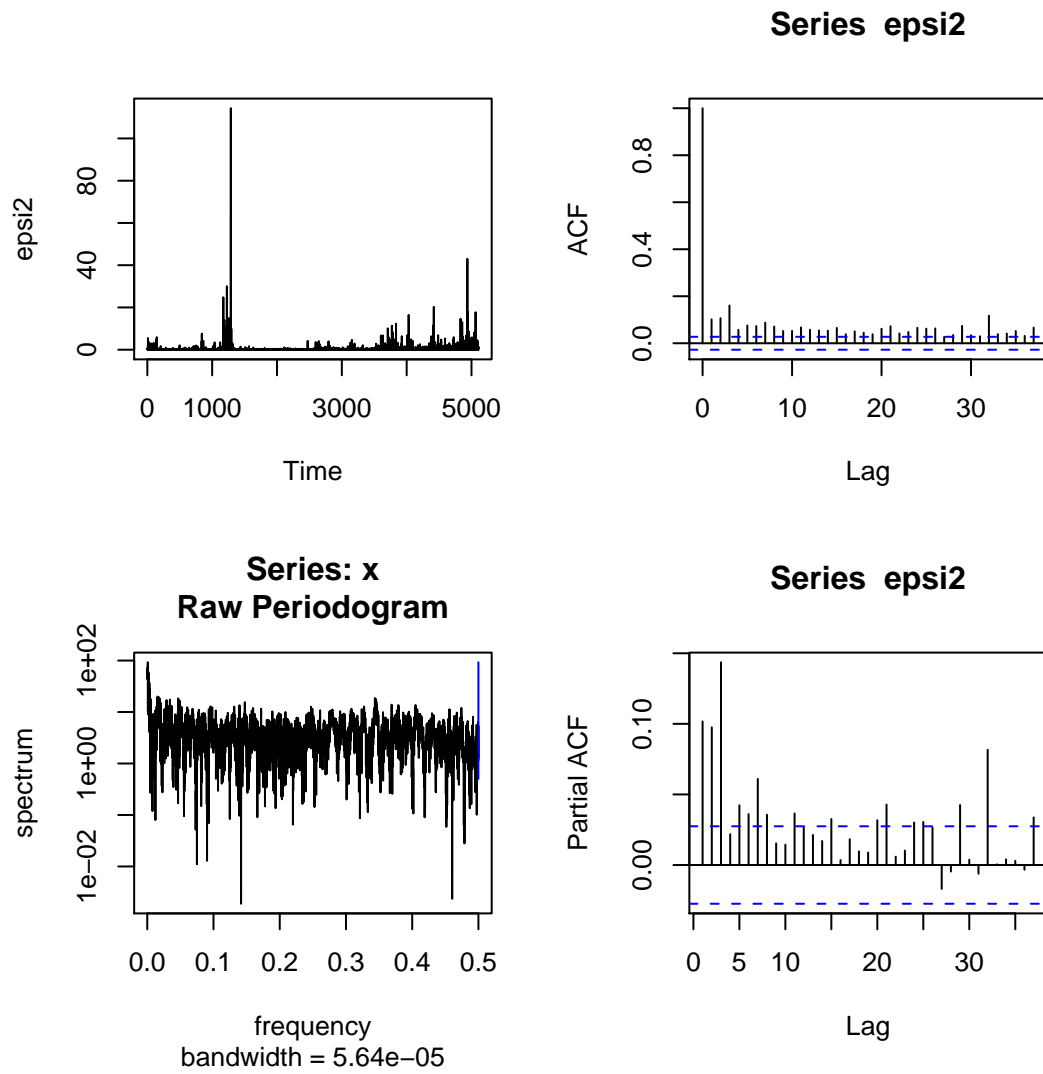 epsi2
80
40
0
0 1000 3000 5000
Time
Series epsi2
ACF
0.8
0.4
0.0
0 10 20 30
Lag
Series: x
Raw Periodogram
spectrum
1e+02
1e+00
1e−02
0.0 0.1 0.2 0.3 0.4 0.5
frequency
bandwidth = 5.64e−05
Series epsi2
Partial ACF
0.10
0.00
0 5 10 20 30
Lag